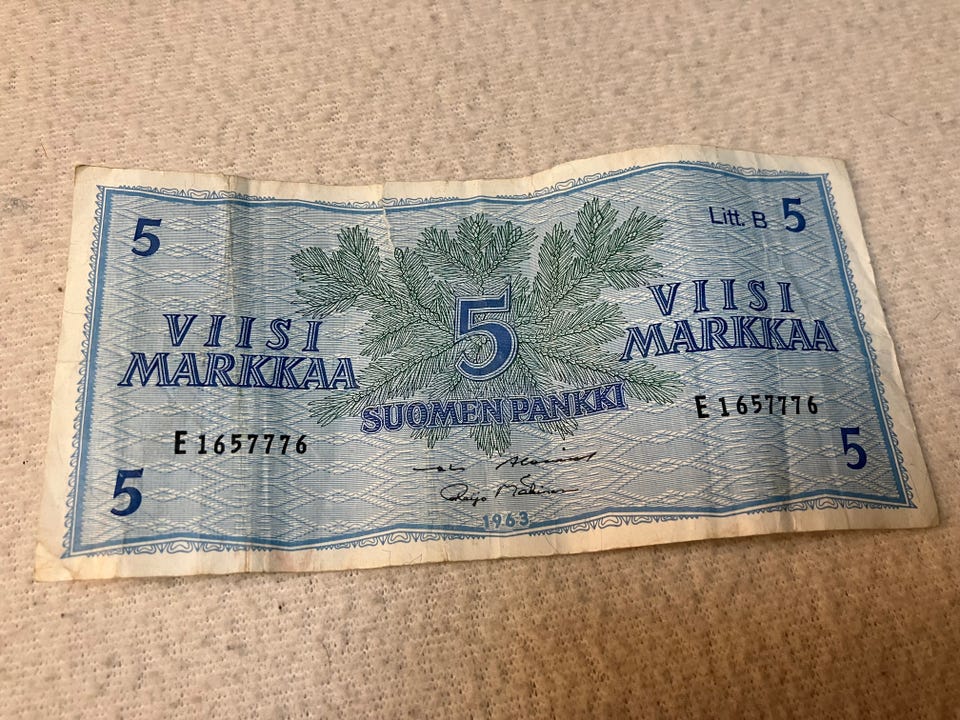 5
Litt. B 5
VIISI
MARKKAA
5
VIISI
MARKKAA
SUOMEN PANKKI
E 1657776
E 1657776
5
5
1963